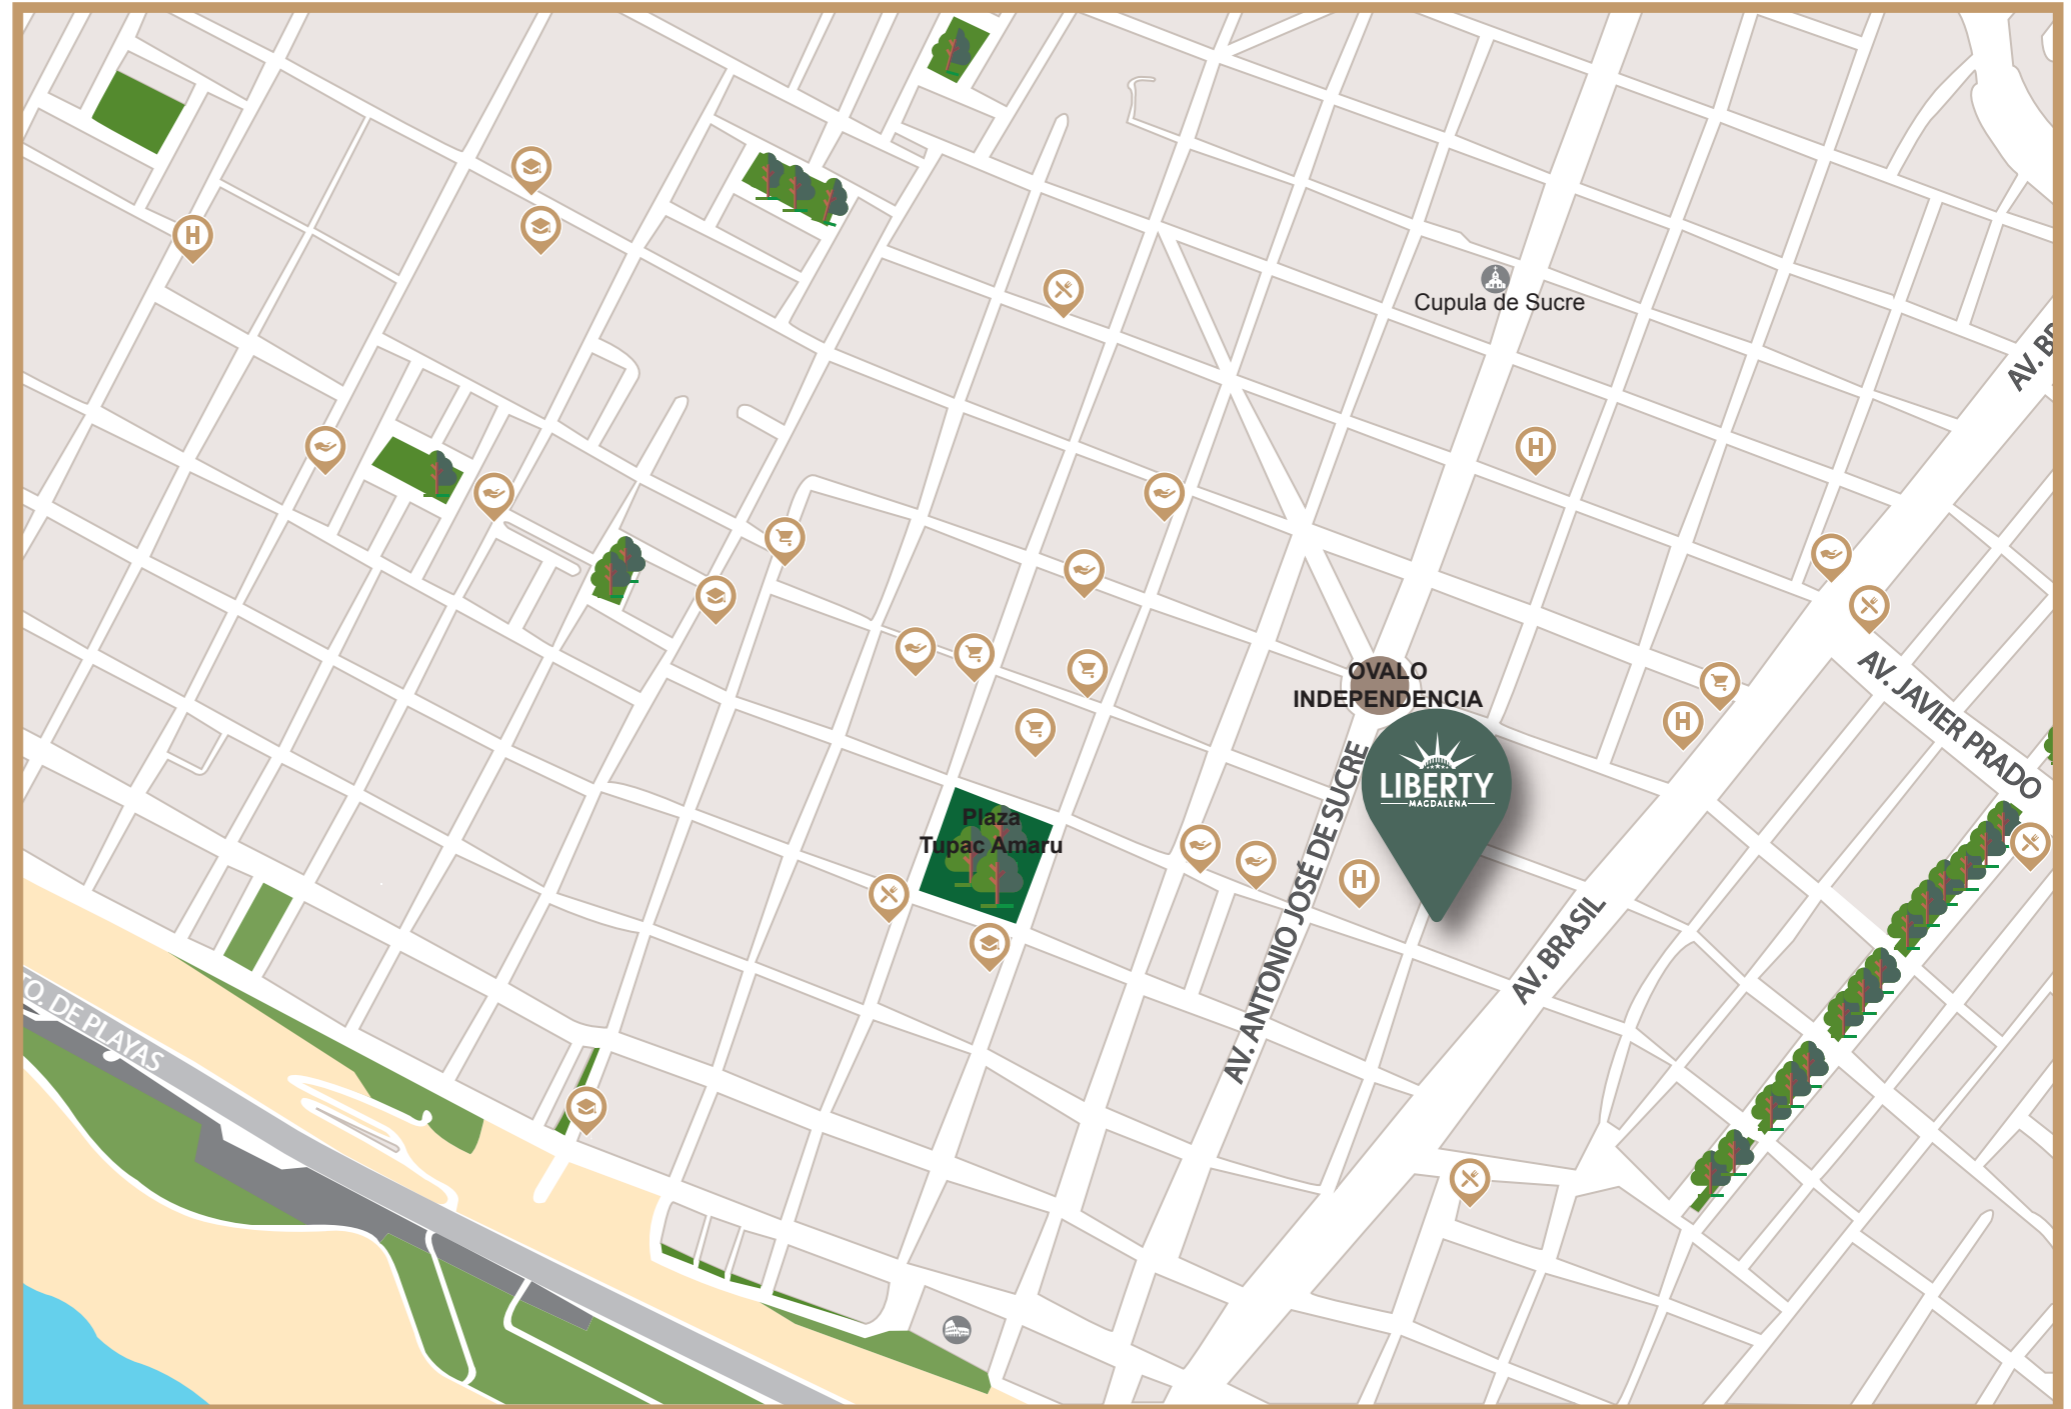 Cupula de Sucre
AV. BR
H
H
OVALO
INDEPENDENCIA
H
AV. JAVIER PRADO
LIBERTY
MAGDALENA
Plaza
Tupac Amaru
AV. ANTONIO JOSÉ DE SUCRE
H
AV. BRASIL
TO. DE PLAYAS